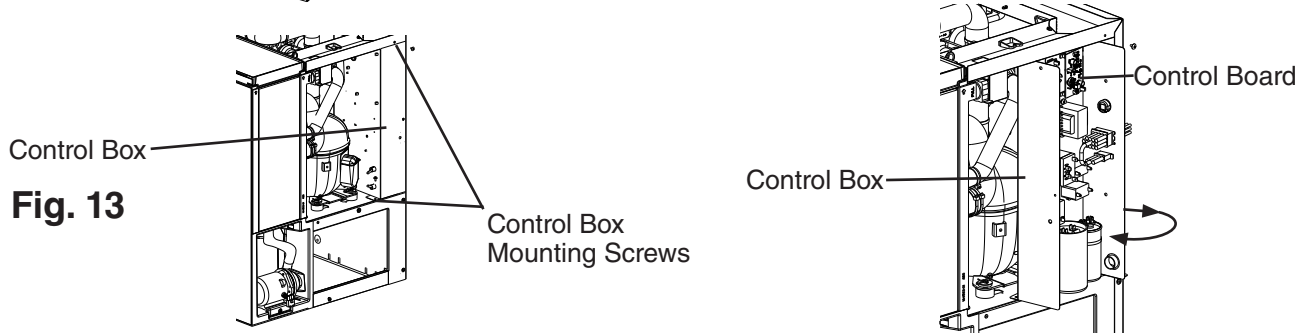 Control Box
Fig. 13
Control Box
Mounting Screws
Control Board
Control Box